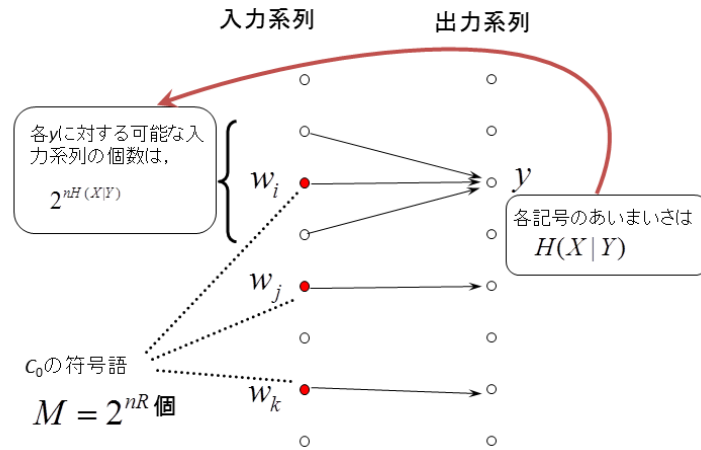 入力系列
出力系列
各yに対する可能な入
力系列の個数は，
2^{nH(X|Y)}
w_i
y
各記号のあいまいさは
H(X | Y)
w_j
C_0の符号語
M = 2^{nR} 個
w_k